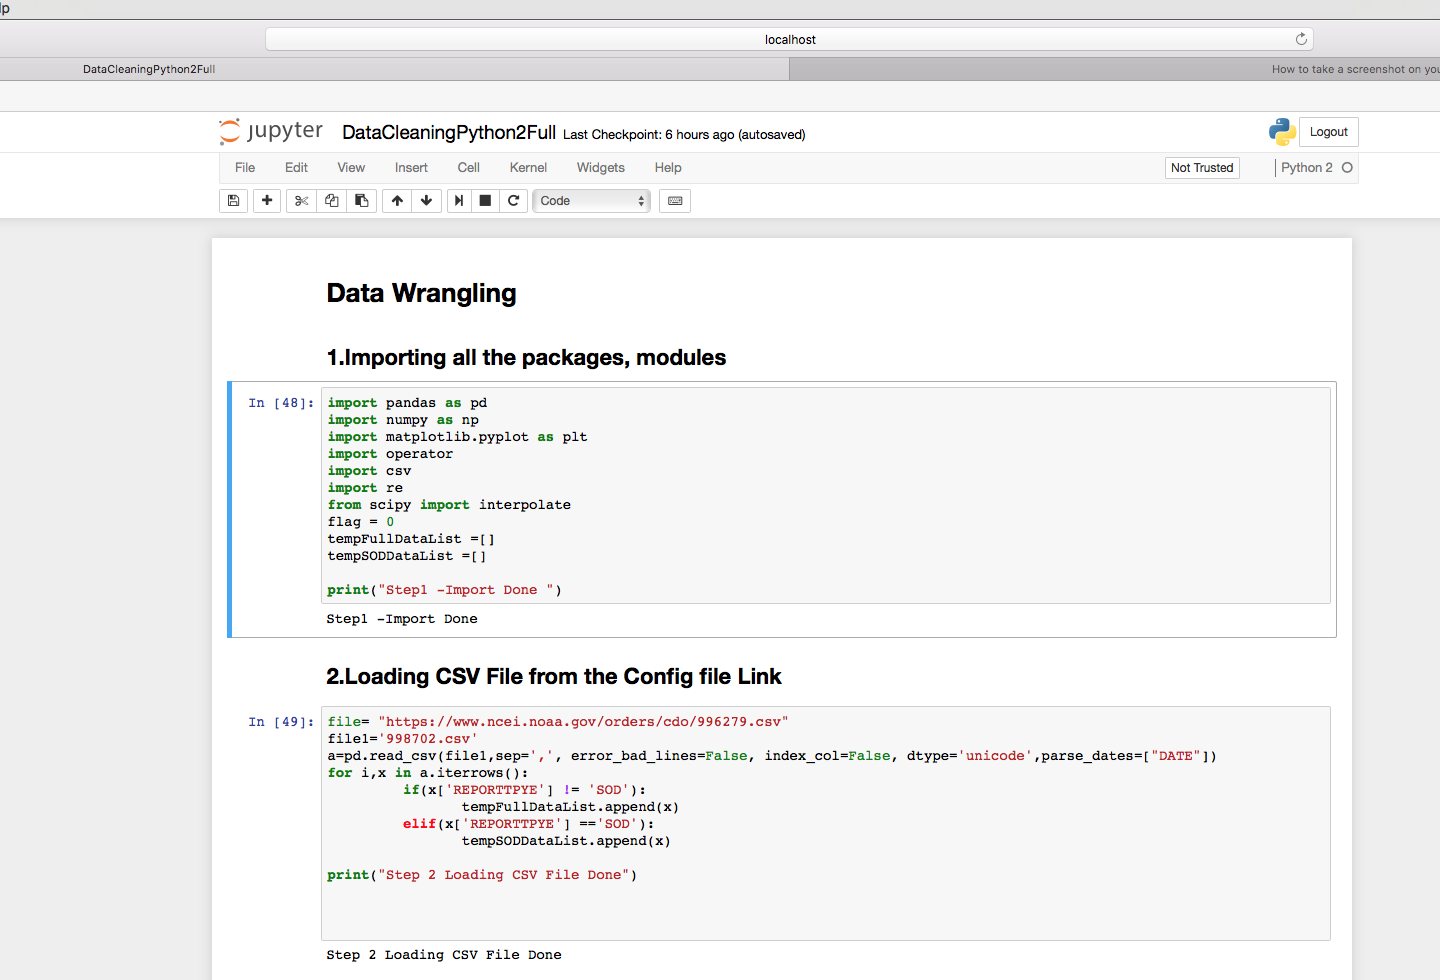 lp
localhost
DataCleaningPython2Full
How to take a screenshot on you
jupyter DataCleaningPython2Full Last Checkpoint: 6 hours ago (autosaved)
Logout
File Edit View Insert Cell Kernel Widgets Help
Not Trusted
Python 2
Code
Data Wrangling
1.Importing all the packages, modules
In [48]:
import pandas as pd
import numpy as np
import matplotlib.pyplot as plt
import operator
import csv
import re
from scipy import interpolate
flag = 0
tempFullDataList =[]
tempSODDataList =[]
print("Step1 -Import Done ")
Step1 -Import Done
2.Loading CSV File from the Config file Link
In [49]:
file= "https://www.ncei.noaa.gov/orders/cdo/996279.csv"
file1='998702.csv'
a=pd.read_csv(file1,sep=',', error_bad_lines=False, index_col=False, dtype='unicode',parse_dates=["DATE"])
for i,x in a.iterrows():
if(x['REPORTTPYE'] != 'SOD'):
tempFullDataList.append(x)
elif(x['REPORTTPYE'] =='SOD'):
tempSODDataList.append(x)
print("Step 2 Loading CSV File Done")
Step 2 Loading CSV File Done